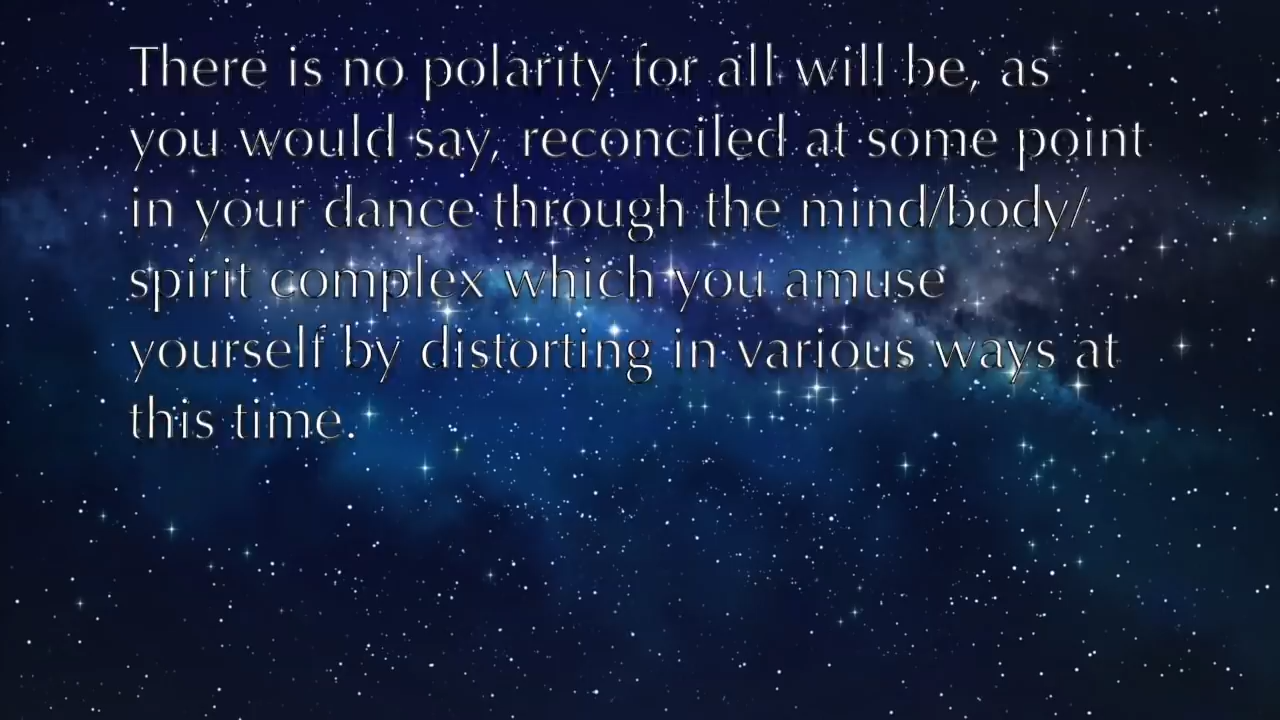 There is no polarity for all will be, as
you would say, reconciled at some point
in your dance through the mind/body/
spirit complex which you amuse
yourself by distorting in various ways at
this time.